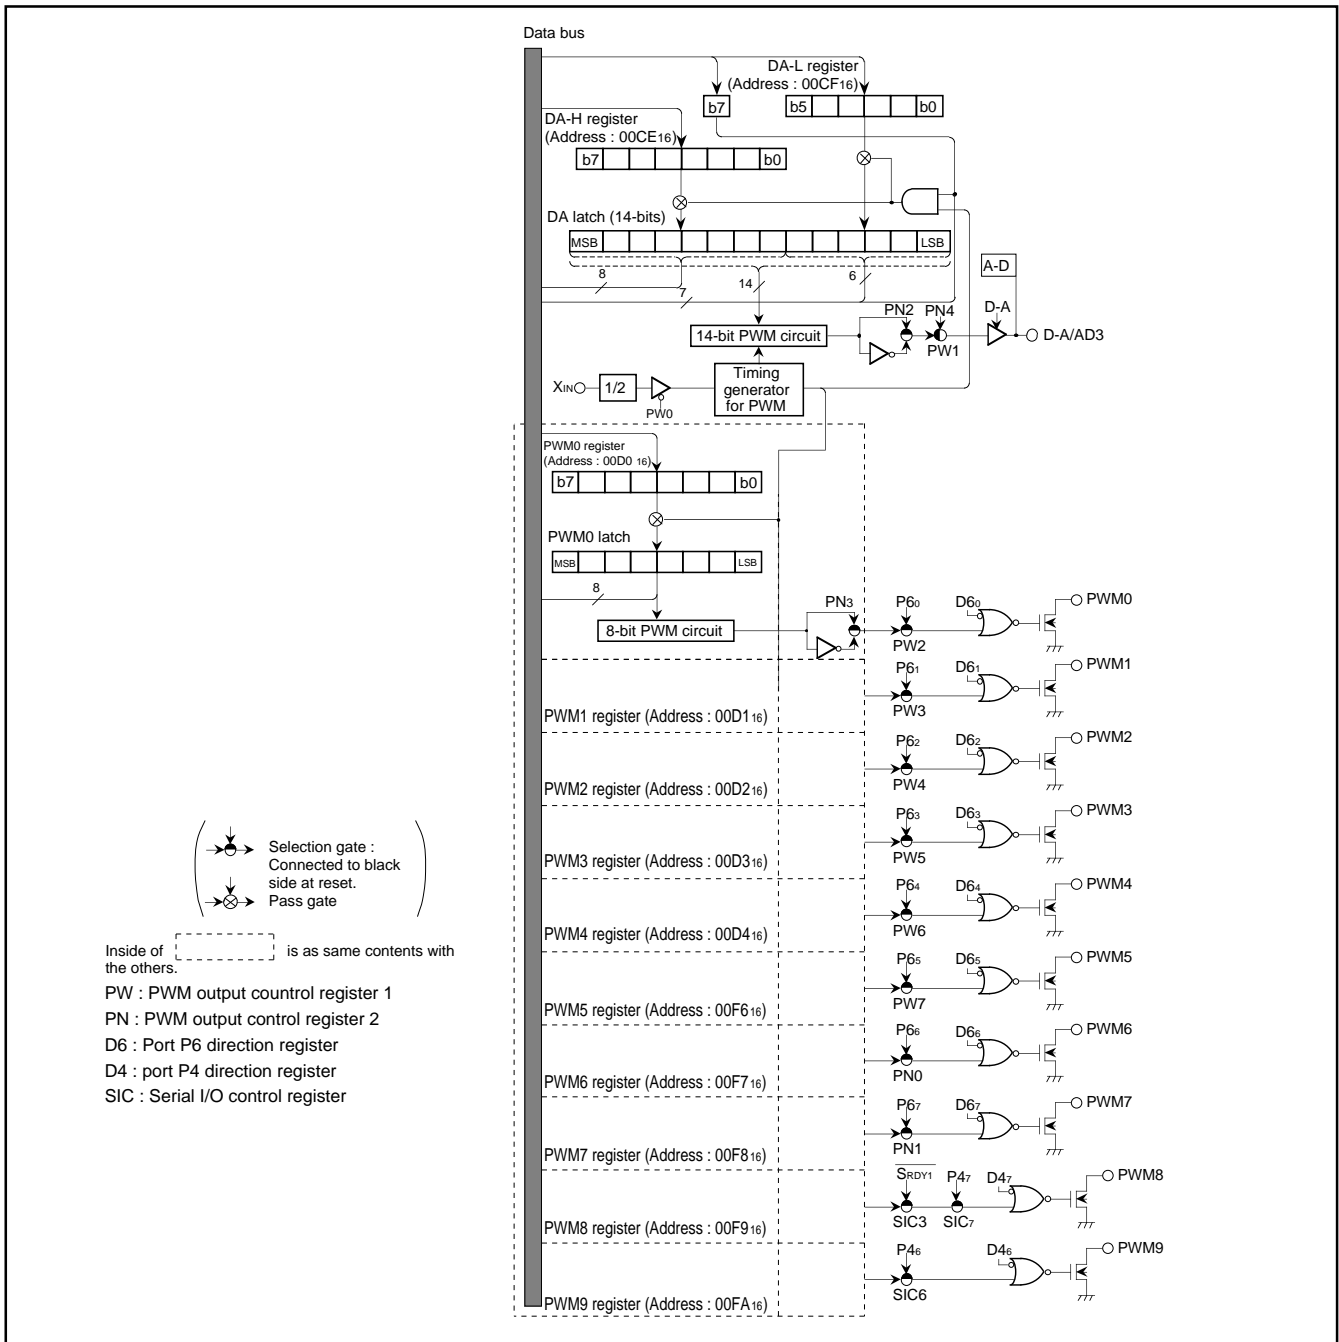 Data bus
DA-L register
(Address : 00CF16)
b7
b5
b0
DA-H register
(Address : 00CE16)
b7
b0
DA latch (14-bits)
MSB
LSB
8
14
6
7
A-D
PN2
PN4
D-A
14-bit PWM circuit
PW1
D-A/AD3
XIN
1/2
PW0
Timing
generator
for PWM
PWM0 register
(Address : 00D0 16)
b7
b0
PWM0 latch
MSB
LSB
8
8-bit PWM circuit
PN3
P60
PW2
D60
PWM0
P61
PW3
D61
PWM1
PWM1 register (Address : 00D116)
P62
PW4
D62
PWM2
PWM2 register (Address : 00D216)
P63
PW5
D63
PWM3
PWM3 register (Address : 00D316)
P64
PW6
D64
PWM4
PWM4 register (Address : 00D416)
P65
PW7
D65
PWM5
PWM5 register (Address : 00F616)
P66
PN0
D66
PWM6
PWM6 register (Address : 00F716)
P67
PN1
D67
PWM7
PWM7 register (Address : 00F816)
SRDY1
SIC3
P47
SIC7
D47
PWM8
PWM8 register (Address : 00F916)
P46
SIC6
D46
PWM9
PWM9 register (Address : 00FA16)
Selection gate :
Connected to black
side at reset.
Pass gate
Inside of is as same contents with
the others.
PW : PWM output countrol register 1
PN : PWM output control register 2
D6 : Port P6 direction register
D4 : port P4 direction register
SIC : Serial I/O control register